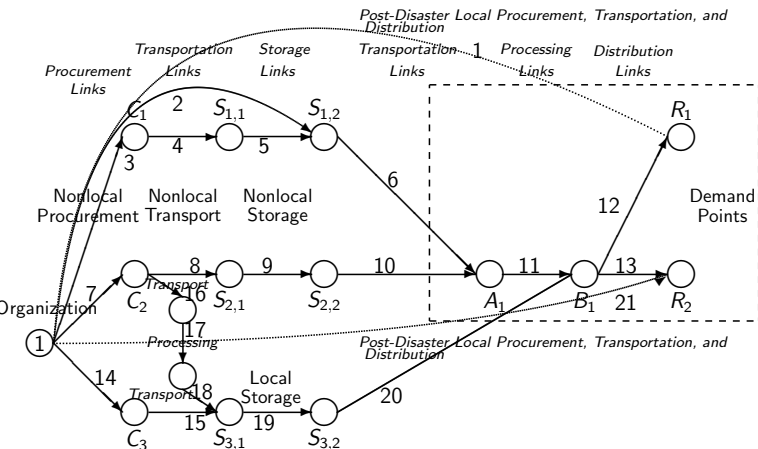 Post-Disaster Local Procurement, Transportation, and
Distribution
Transportation Storage Transportation 1 Processing Distribution
Procurement Links Links Links Links Links
Links
2 C1 S1,1 S1,2 R1
3 4 5
6
Nonlocal Nonlocal Nonlocal 12 Demand
Procurement Transport Storage Points
8 9 10 11 13
7 Transport
16
C2 S2,1 S2,2 A1 B1 21 R2
Organization
17
1 Processing Post-Disaster Local Procurement, Transportation, and
Distribution
14 Local
Transport 18 Storage 20
15 19
C3 S3,1 S3,2